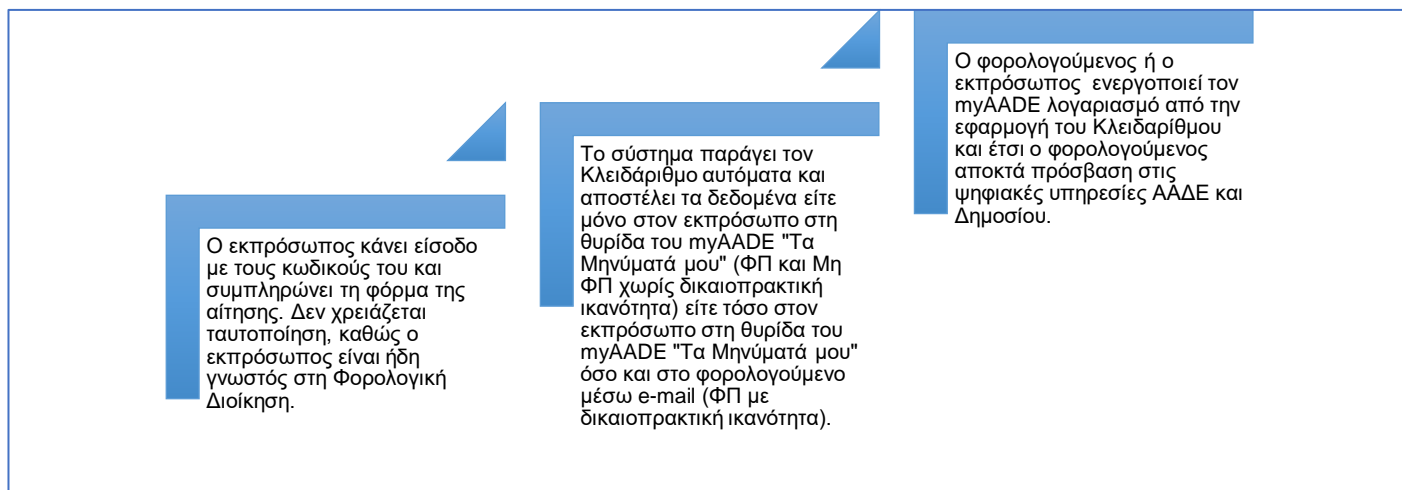 Ο εκπρόσωπος κάνει είσοδο
με τους κωδικούς του και
συμπληρώνει τη φόρμα της
αίτησης. Δεν χρειάζεται
ταυτοποίηση, καθώς ο
εκπρόσωπος είναι ήδη
γνωστός στη Φορολογική
Διοίκηση.
Το σύστημα παράγει τον
Κλειδάριθμο αυτόματα και
αποστέλει τα δεδομένα είτε
μόνο στον εκπρόσωπο στη
θυρίδα του myAADE "Τα
Μηνύματά μου" (ΦΠ και Μη
ΦΠ χωρίς δικαιοπρακτική
ικανότητα) είτε τόσο στον
εκπρόσωπο στη θυρίδα του
myAADE "Τα Μηνύματά μου"
όσο και στο φορολογούμενο
μέσω e-mail (ΦΠ με
δικαιοπρακτική ικανότητα).
Ο φορολογούμενος ή ο
εκπρόσωπος ενεργοποιεί τον
myAADE λογαριασμό από την
εφαρμογή του Κλειδαρίθμου
και έτσι ο φορολογούμενος
αποκτά πρόσβαση στις
ψηφιακές υπηρεσίες ΑΑΔΕ και
Δημοσίου.